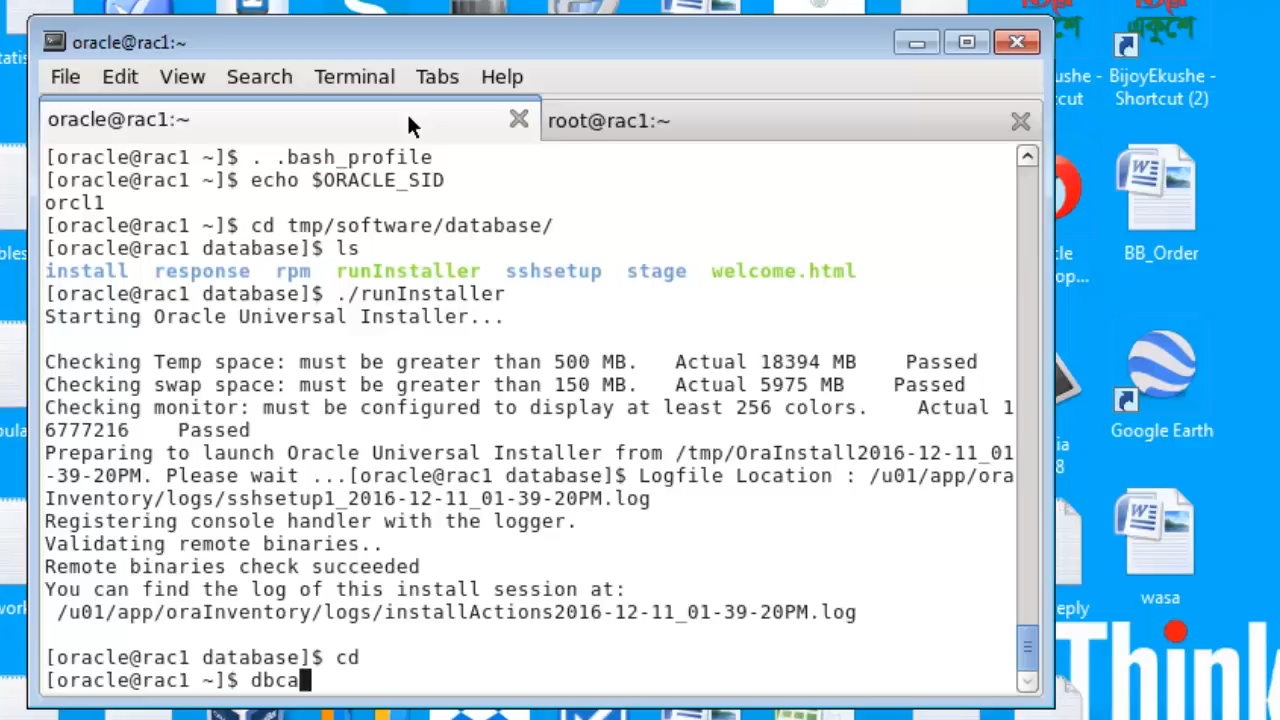 oracle@rac1:~
File Edit View Search Terminal Tabs Help
oracle@rac1:~ root@rac1:~
[oracle@rac1 ~]$ . .bash_profile
[oracle@rac1 ~]$ echo $ORACLE_SID
orcl1
[oracle@rac1 ~]$ cd tmp/software/database/
[oracle@rac1 database]$ ls
install response rpm runInstaller sshsetup stage welcome.html
[oracle@rac1 database]$ ./runInstaller
Starting Oracle Universal Installer...
Checking Temp space: must be greater than 500 MB. Actual 18394 MB Passed
Checking swap space: must be greater than 150 MB. Actual 5975 MB Passed
Checking monitor: must be configured to display at least 256 colors. Actual 1
6777216 Passed
Preparing to launch Oracle Universal Installer from /tmp/OraInstall2016-12-11_01
-39-20PM. Please wait ...[oracle@rac1 database]$ Logfile Location : /u01/app/ora
Inventory/logs/sshsetup1_2016-12-11_01-39-20PM.log
Registering console handler with the logger.
Validating remote binaries..
Remote binaries check succeeded
You can find the log of this install session at:
/u01/app/oraInventory/logs/installActions2016-12-11_01-39-20PM.log
[oracle@rac1 database]$ cd
[oracle@rac1 ~]$ dbca
একুশে
BijoyEkushe -
Shortcut (2)
BB_Order
Google Earth
wasa
Think